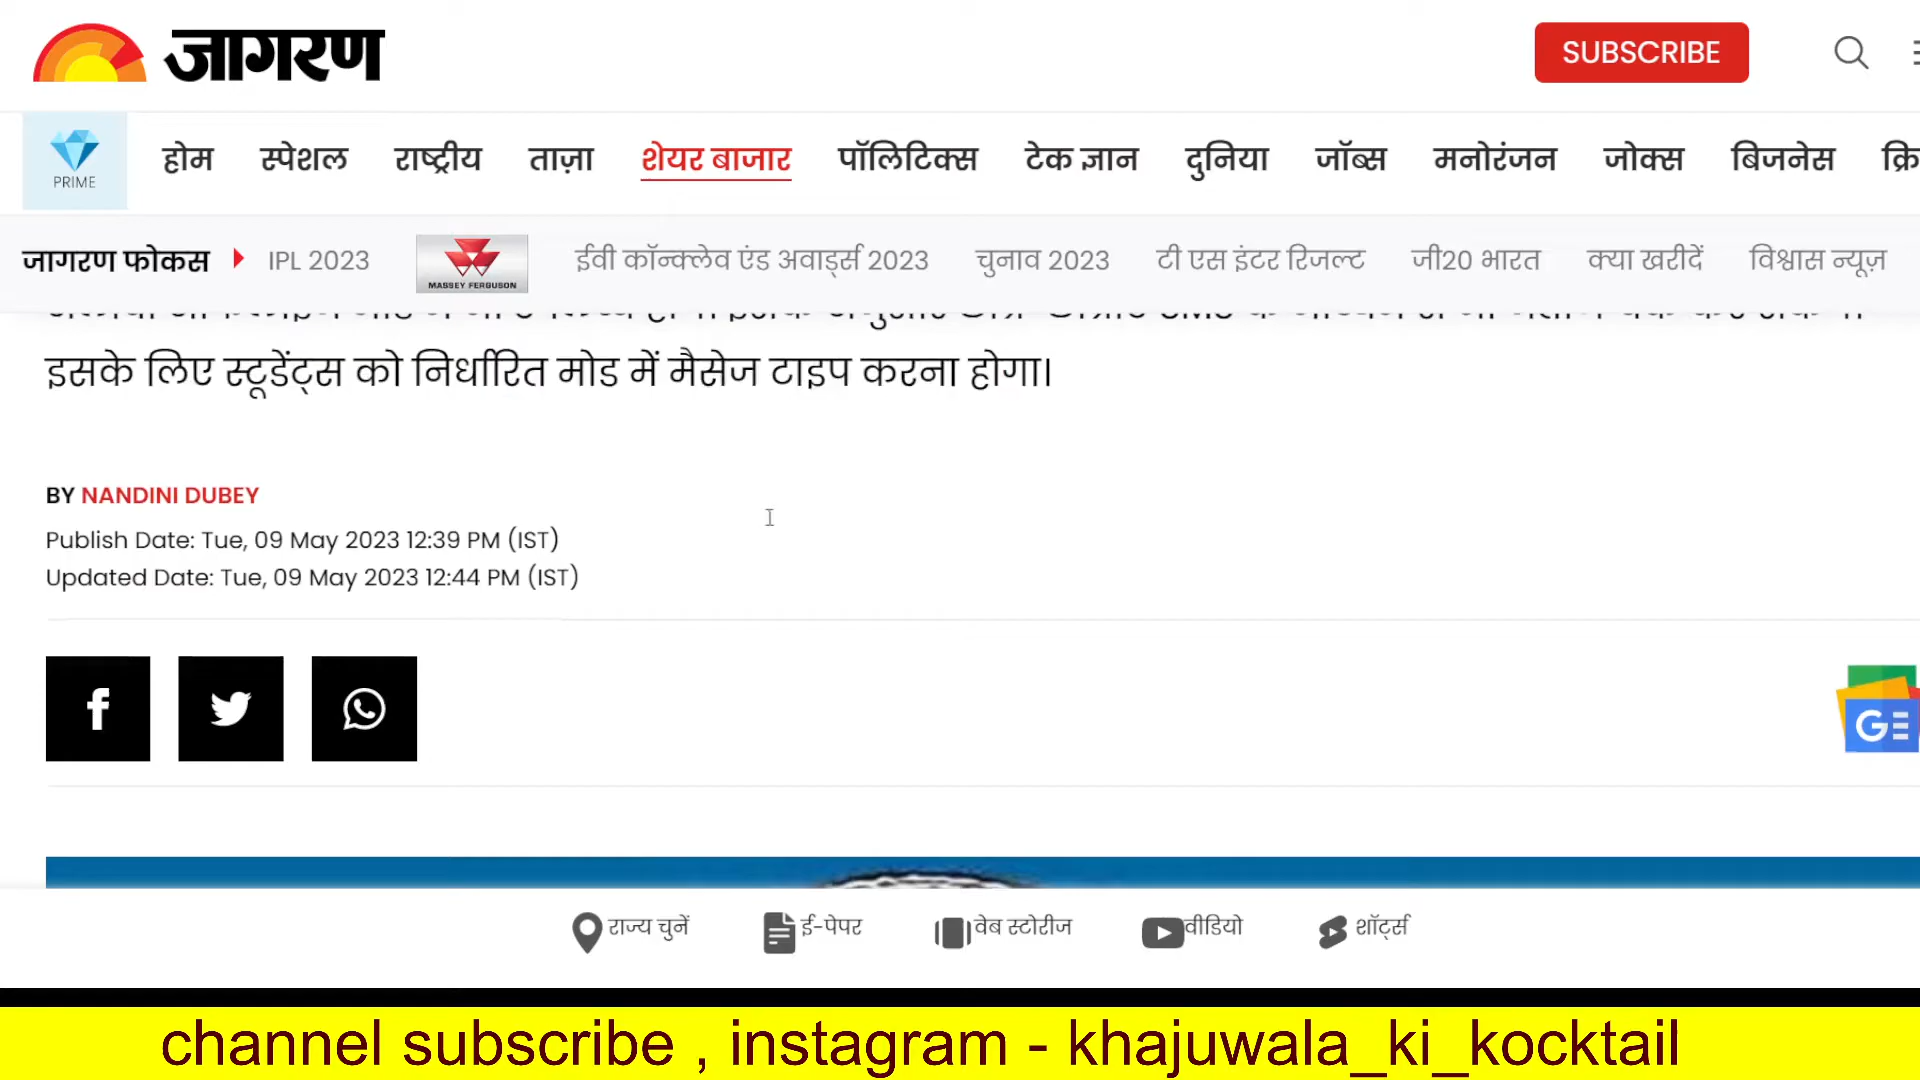 जागरण
SUBSCRIBE
PRIME
होम स्पेशल राष्ट्रीय ताज़ा शेयर बाजार पॉलिटिक्स टेक ज्ञान दुनिया जॉब्स मनोरंजन जोक्स बिजनेस क्रि
जागरण फोकस IPL 2023 MASSEY FERGUSON ईवी कॉन्क्लेव एंड अवार्ड्स 2023 चुनाव 2023 टी एस इंटर रिजल्ट जी20 भारत क्या खरीदें विश्वास न्यूज़
इसके लिए स्टूडेंट्स को निर्धारित मोड में मैसेज टाइप करना होगा।
BY NANDINI DUBEY
Publish Date: Tue, 09 May 2023 12:39 PM (IST)
Updated Date: Tue, 09 May 2023 12:44 PM (IST)
राज्य चुनें ई-पेपर वेब स्टोरीज वीडियो शॉर्ट्स
channel subscribe , instagram - khajuwala_ki_kocktail